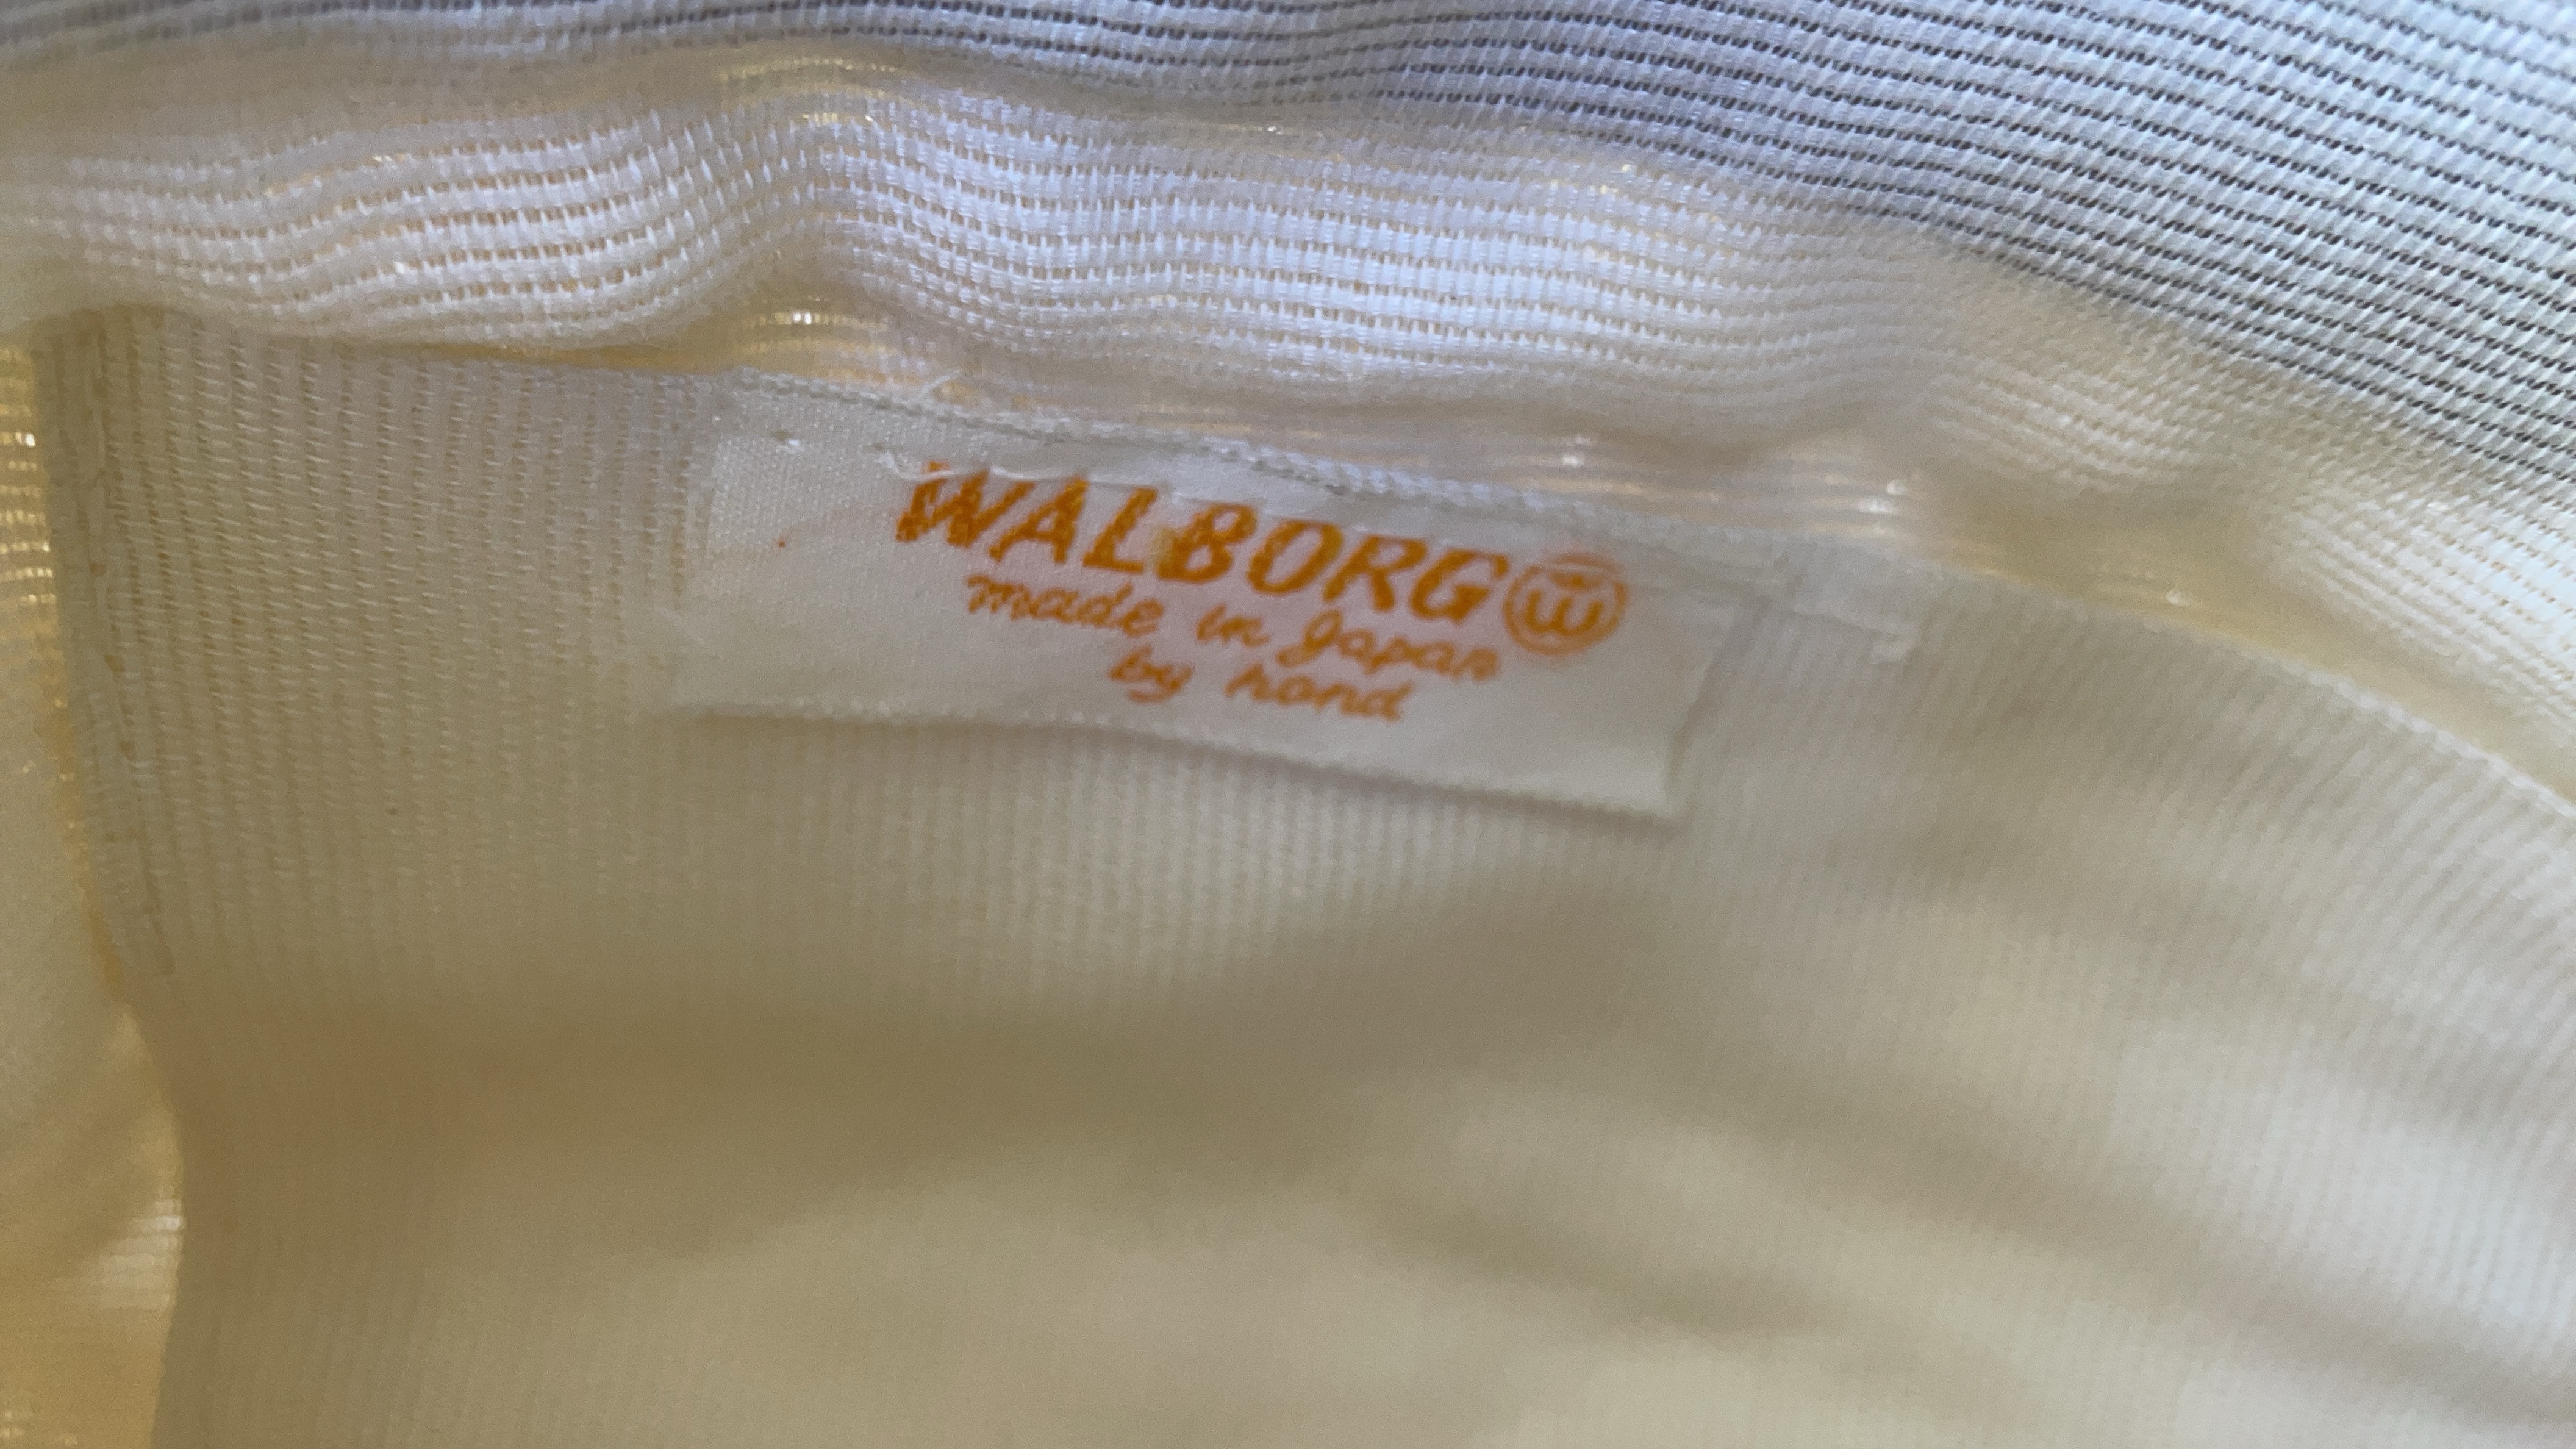 WALBORG W
made in Japan
by hand